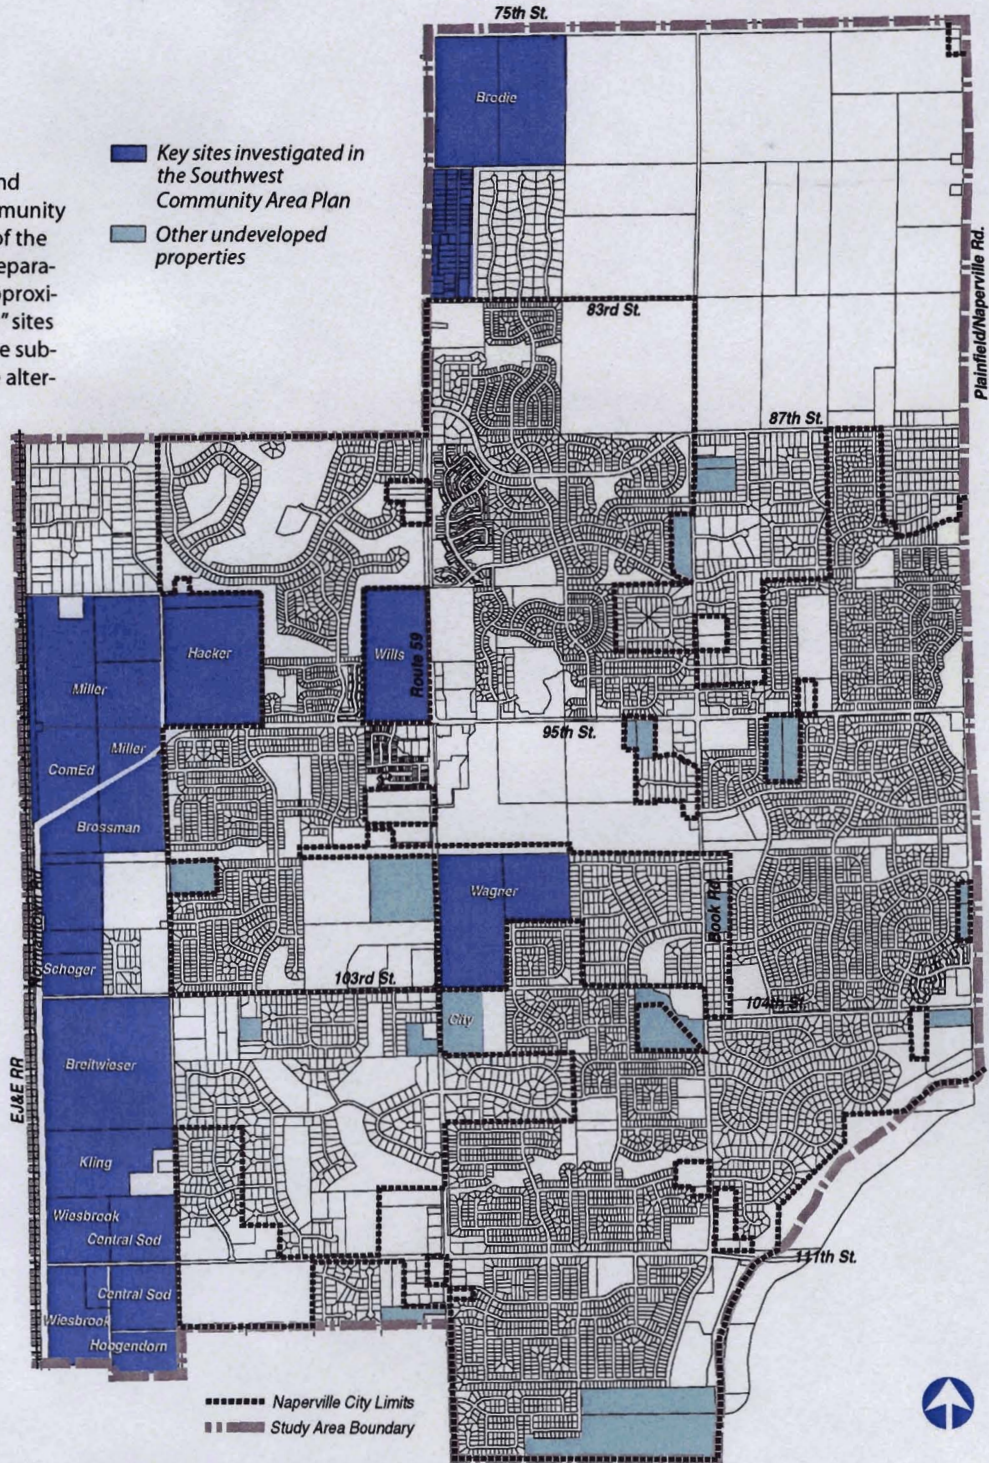 75th St.
Brodie
Key sites investigated in
the Southwest
Community Area Plan
Other undeveloped
properties
nd
munity
of the
epara-
pproxi-
" sites
e sub-
alter-
Plainfield/Naperville Rd.
83rd St.
87th St.
Hacker
Wills
Route 59
Miller
Miller
ComEd
95th St.
Brossman
Wagner
Book Rd
Normantown Rd
Schoger
103rd St.
City
104th St.
Breitwieser
EJ&E RR
Kling
Wiesbrook
Central Sod
111th St.
Central Sod
Wiesbrook
Hoogendorn
Naperville City Limits
Study Area Boundary